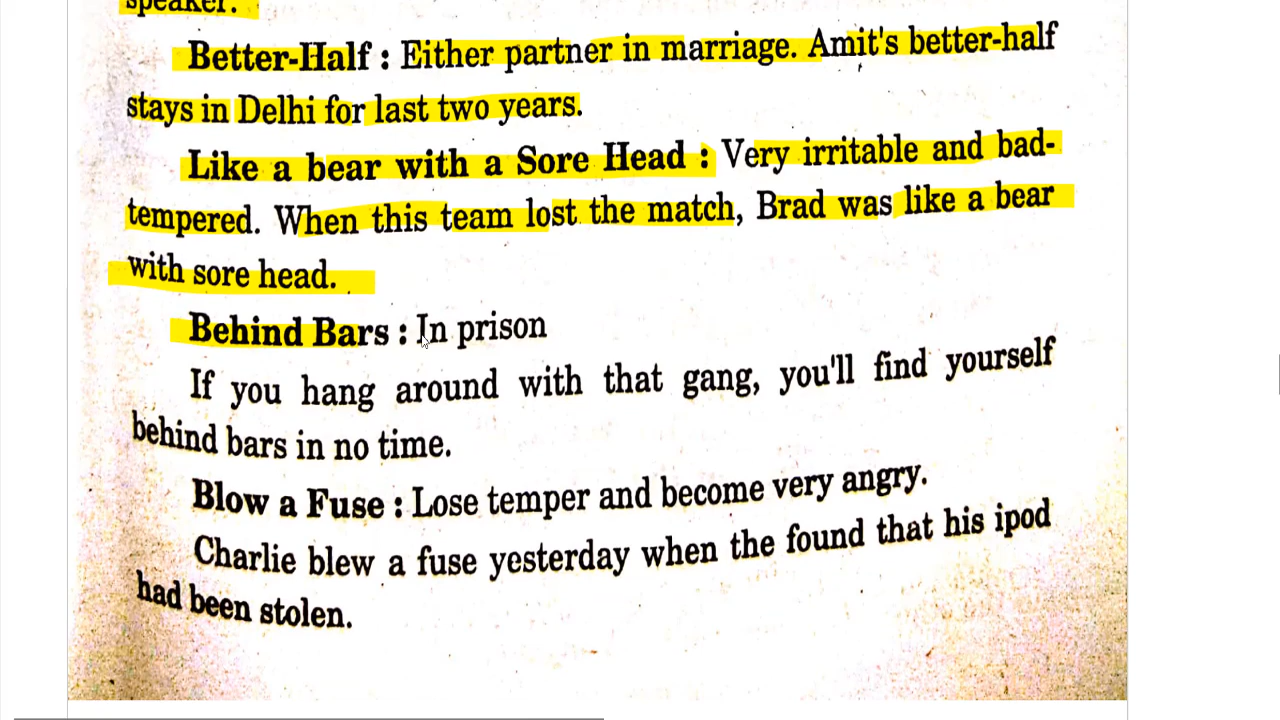 speaker.
Better-Half : Either partner in marriage. Amit's better-half
stays in Delhi for last two years.
Like a bear with a Sore Head : Very irritable and bad-
tempered. When this team lost the match, Brad was like a bear
with sore head.
Behind Bars : In prison
If you hang around with that gang, you'll find yourself
behind bars in no time.
Blow a Fuse : Lose temper and become very angry.
Charlie blew a fuse yesterday when the found that his ipod
had been stolen.